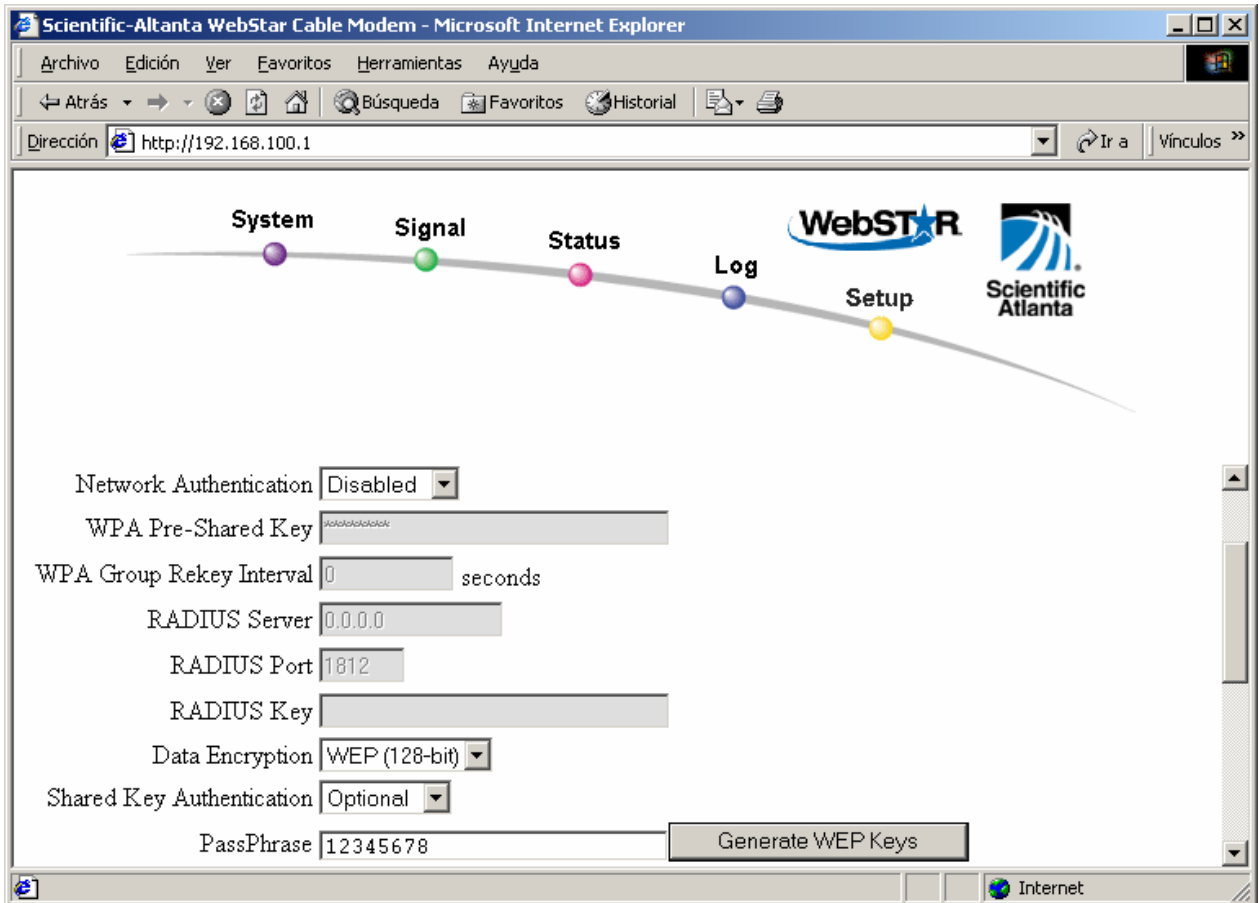 Scientific-Altanta WebStar Cable Modem - Microsoft Internet Explorer
Archivo Edición Ver Favoritos Herramientas Ayuda
Atrás Búsqueda Favoritos Historial
Dirección http://192.168.100.1 Ir a Vínculos »
System
Signal
Status
Log
Setup
WebSTAR
Scientific
Atlanta
Network Authentication Disabled
WPA Pre-Shared Key **********
WPA Group Rekey Interval 0 seconds
RADIUS Server 0.0.0.0
RADIUS Port 1812
RADIUS Key
Data Encryption WEP (128-bit)
Shared Key Authentication Optional
PassPhrase 12345678 Generate WEP Keys
Internet